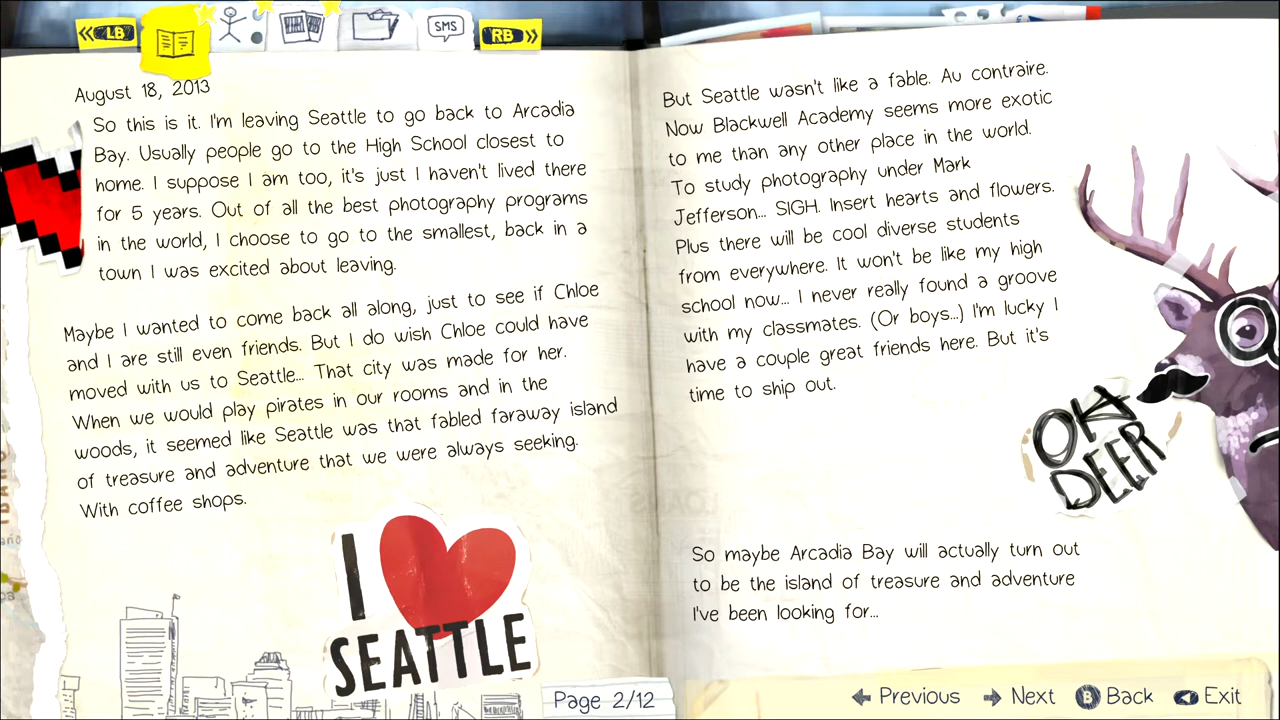 LB
SMS
RB
August 18, 2013
So this is it. I'm leaving Seattle to go back to Arcadia
Bay. Usually people go to the High School closest to
home. I suppose I am too, it's just I haven't lived there
for 5 years. Out of all the best photography programs
in the world, I choose to go to the smallest, back in a
town I was excited about leaving.
Maybe I wanted to come back all along, just to see if Chloe
and I are still even friends. But I do wish Chloe could have
moved with us to Seattle... That city was made for her.
When we would play pirates in our rooms and in the
woods, it seemed like Seattle was that fabled faraway island
of treasure and adventure that we were always seeking.
With coffee shops.
I
SEATTLE
But Seattle wasn't like a fable. Au contraire.
Now Blackwell Academy seems more exotic
to me than any other place in the world.
To study photography under Mark
Jefferson... SIGH. Insert hearts and flowers.
Plus there will be cool diverse students
from everywhere. It won't be like my high
school now... I never really found a groove
with my classmates. (Or boys...) I'm lucky I
have a couple great friends here. But it's
time to ship out.
OH
DEER
So maybe Arcadia Bay will actually turn out
to be the island of treasure and adventure
I've been looking for...
Page 2/12
Previous
Next
B Back
Exit